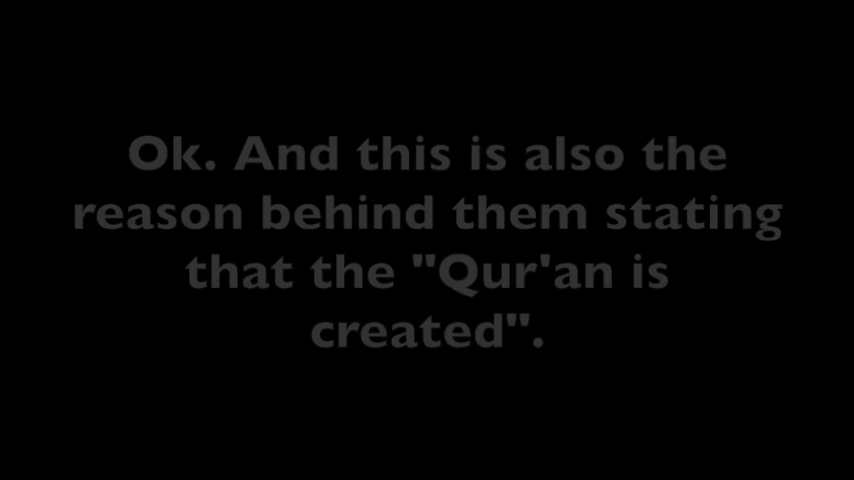 Ok. And this is also the
reason behind them stating
that the "Qur'an is
created".